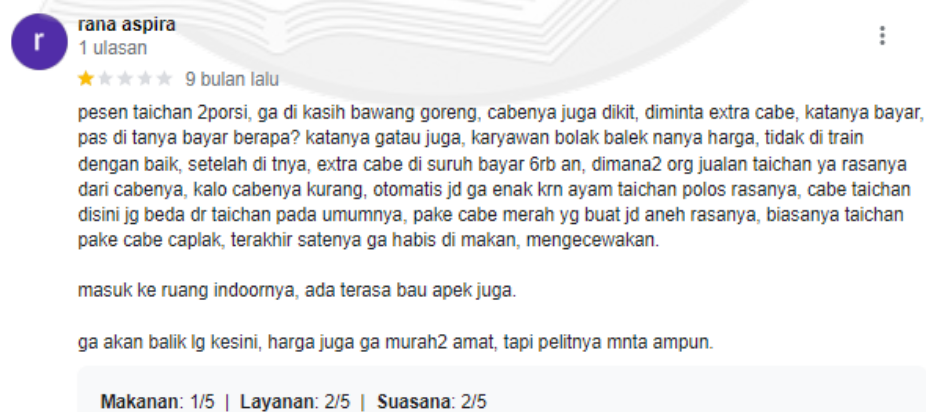 r
rana aspira
1 ulasan
9 bulan lalu
pesen taichan 2porsi, ga di kasih bawang goreng, cabenya juga dikit, diminta extra cabe, katanya bayar,
pas di tanya bayar berapa? katanya gatau juga, karyawan bolak balek nanya harga, tidak di train
dengan baik, setelah di tnya, extra cabe di suruh bayar 6rb an, dimana2 org jualan taichan ya rasanya
dari cabenya, kalo cabenya kurang, otomatis jd ga enak krn ayam taichan polos rasanya, cabe taichan
disini jg beda dr taichan pada umumnya, pake cabe merah yg buat jd aneh rasanya, biasanya taichan
pake cabe caplak, terakhir satenya ga habis di makan, mengecewakan.
masuk ke ruang indoornya, ada terasa bau apek juga.
ga akan balik lg kesini, harga juga ga murah2 amat, tapi pelitnya mnta ampun.
Makanan: 1/5 | Layanan: 2/5 | Suasana: 2/5